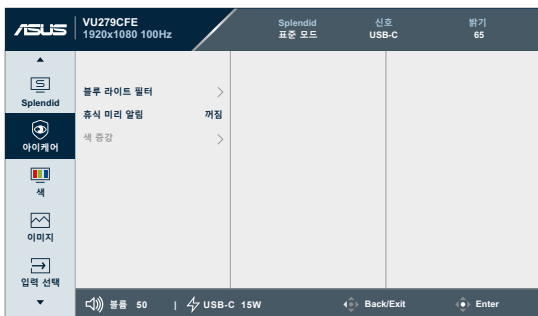 ASUS
VU279CFE
1920x1080 100Hz
Splendid
표준 모드
신호
USB-C
밝기
65
Splendid
아이케어
색
이미지
입력 선택
블루 라이트 필터
휴식 미리 알림 꺼짐
색 증강
볼륨 50 | USB-C 15W
Back/Exit
Enter